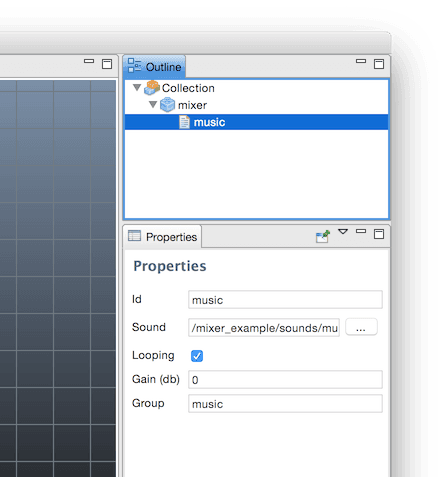 Outline
Collection
mixer
music
Properties
Properties
Id music
Sound /mixer_example/sounds/mu ...
Looping
Gain (db) 0
Group music